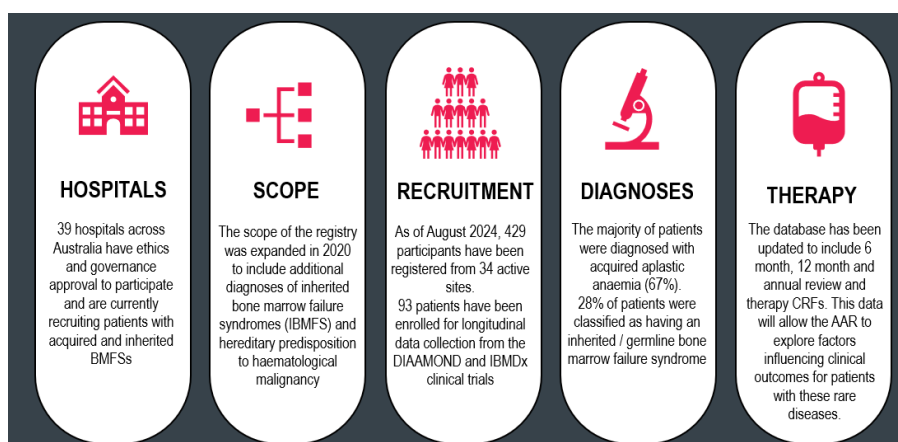 HOSPITALS
39 hospitals across
Australia have ethics
and governance
approval to participate
and are currently
recruiting patients with
acquired and inherited
BMFSs
SCOPE
The scope of the registry
was expanded in 2020
to include additional
diagnoses of inherited
bone marrow failure
syndromes (IBMFS) and
hereditary predisposition
to haematological
malignancy
RECRUITMENT
As of August 2024, 429
participants have been
registered from 34 active
sites.
93 patients have been
enrolled for longitudinal
data collection from the
DIAAMOND and IBMDx
clinical trials
DIAGNOSES
The majority of patients
were diagnosed with
acquired aplastic
anaemia (67%).
28% of patients were
classified as having an
inherited / germline bone
marrow failure syndrome
THERAPY
The database has been
updated to include 6
month, 12 month and
annual review and
therapy CRFs. This data
will allow the AAR to
explore factors
influencing clinical
outcomes for patients
with these rare
diseases.